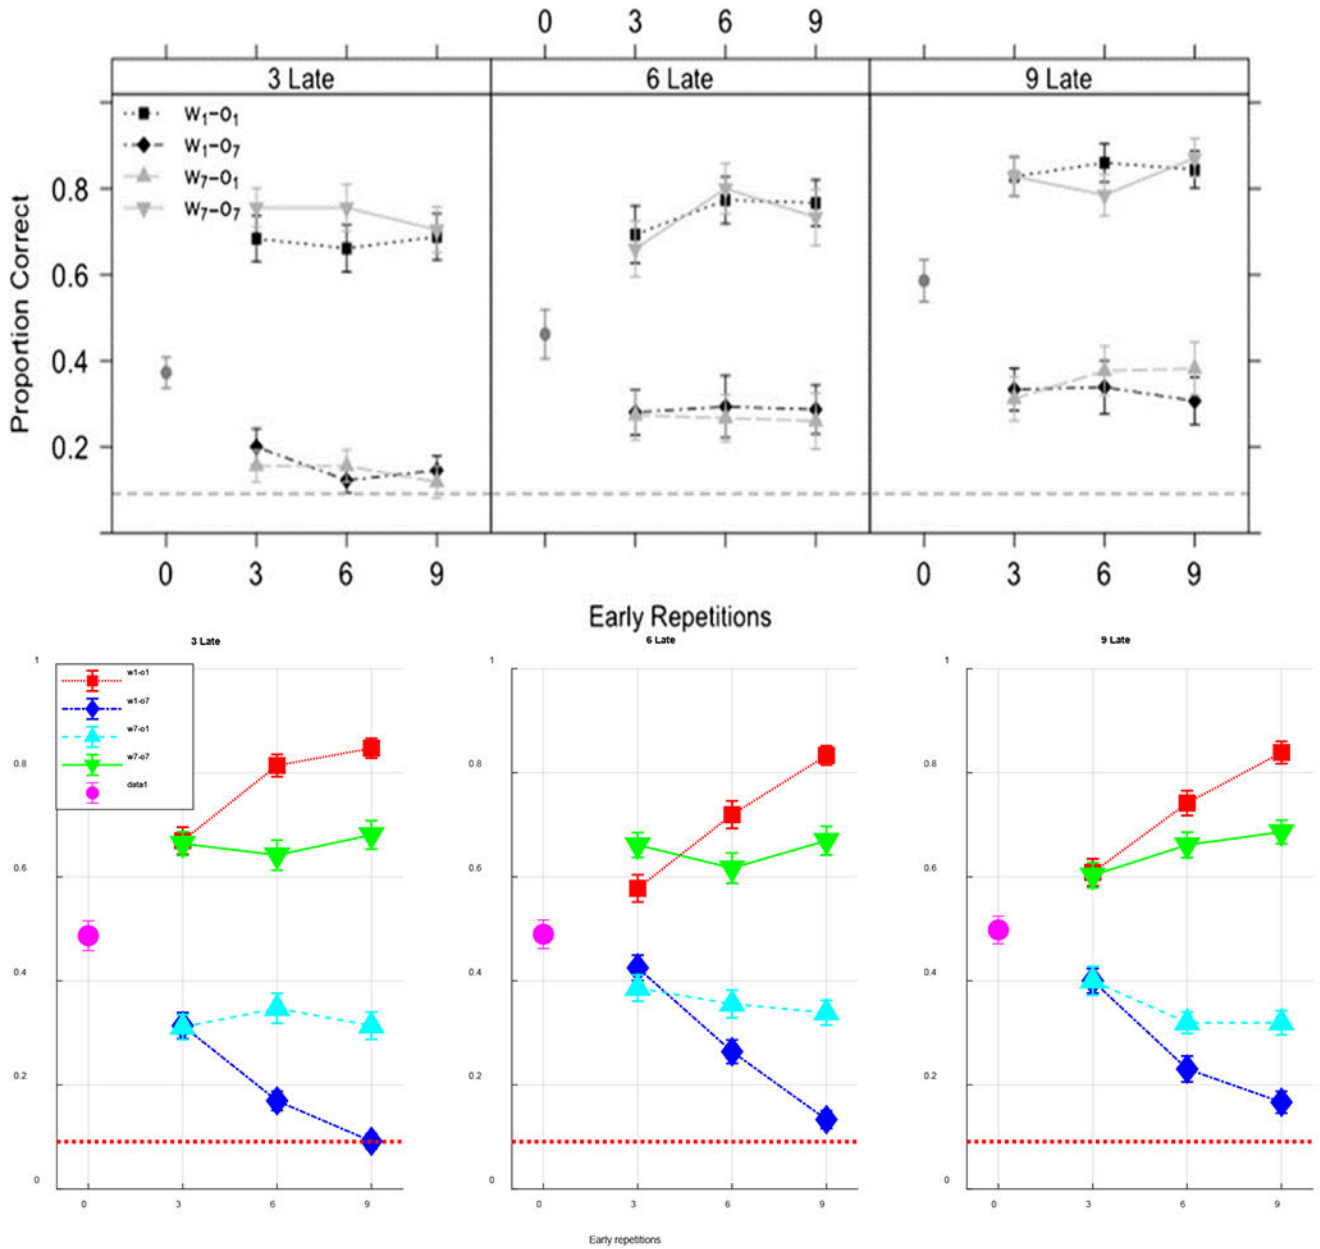 0 3 6 9
3 Late 6 Late 9 Late
W1-O1
W1-O7
W7-O1
W7-O7
Proportion Correct
0.8
0.6
0.4
0.2
0 3 6 9 0 3 6 9
Early Repetitions
3 Late 6 Late 9 Late
1 1 1
w1-o1
w1-o7
w7-o1
w7-o7
data1
0.8 0.8 0.8
0.6 0.6 0.6
0.4 0.4 0.4
0.2 0.2 0.2
0 0 0
0 3 6 9 0 3 6 9 0 3 6 9
Early repetitions